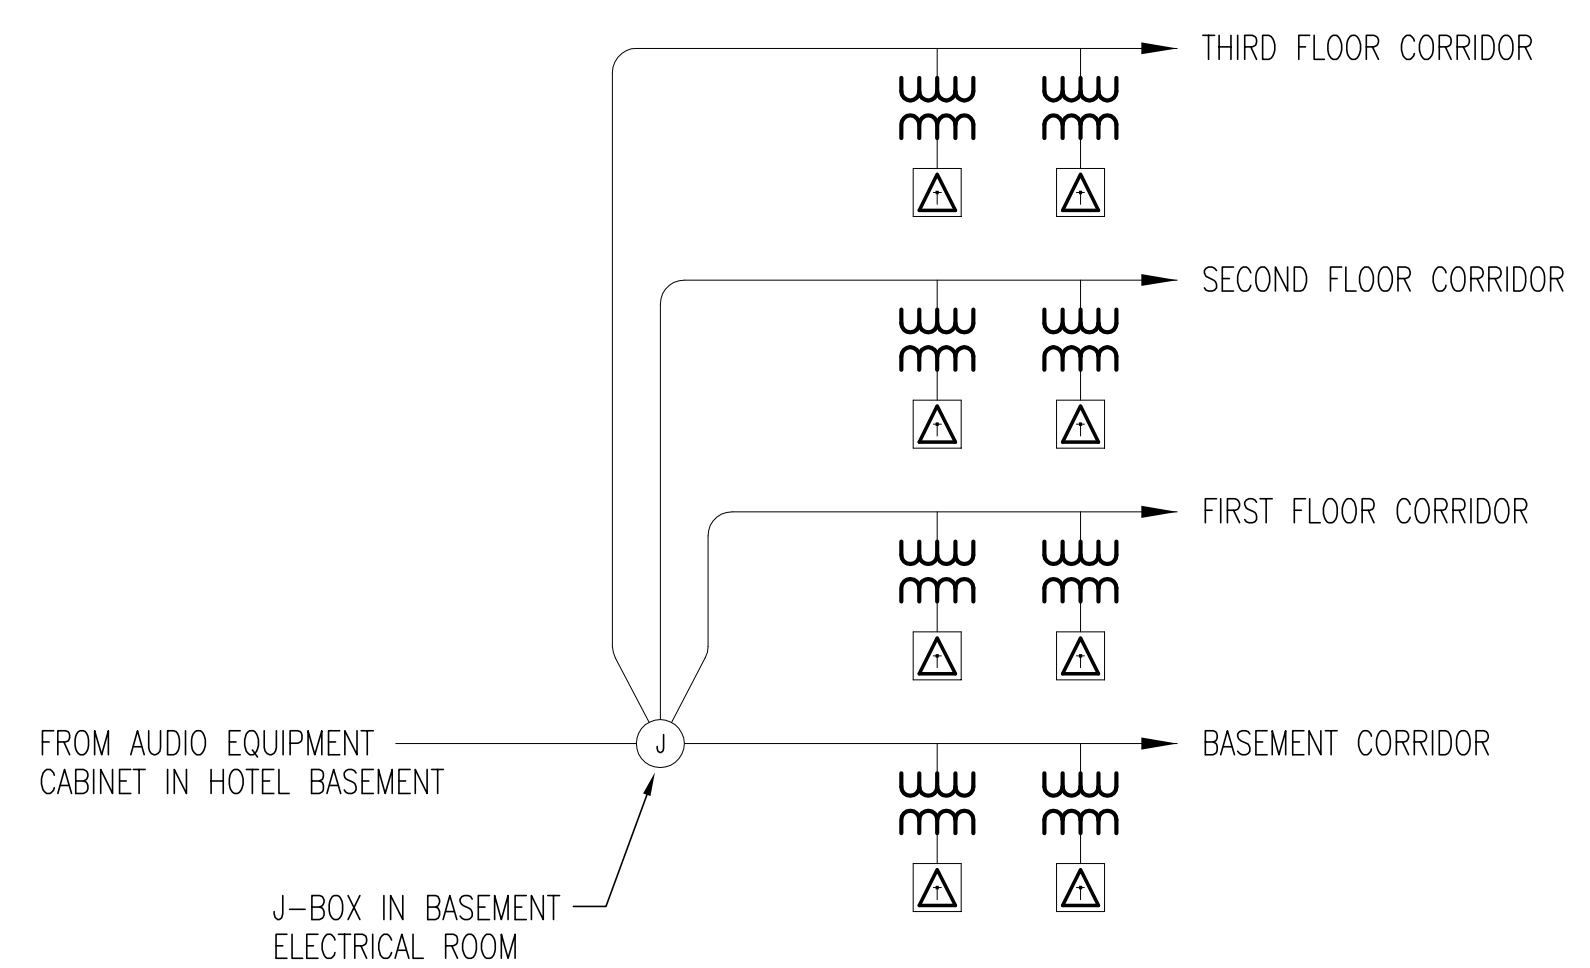 THIRD FLOOR CORRIDOR
SECOND FLOOR CORRIDOR
FIRST FLOOR CORRIDOR
FROM AUDIO EQUIPMENT
CABINET IN HOTEL BASEMENT
J
BASEMENT CORRIDOR
J-BOX IN BASEMENT
ELECTRICAL ROOM